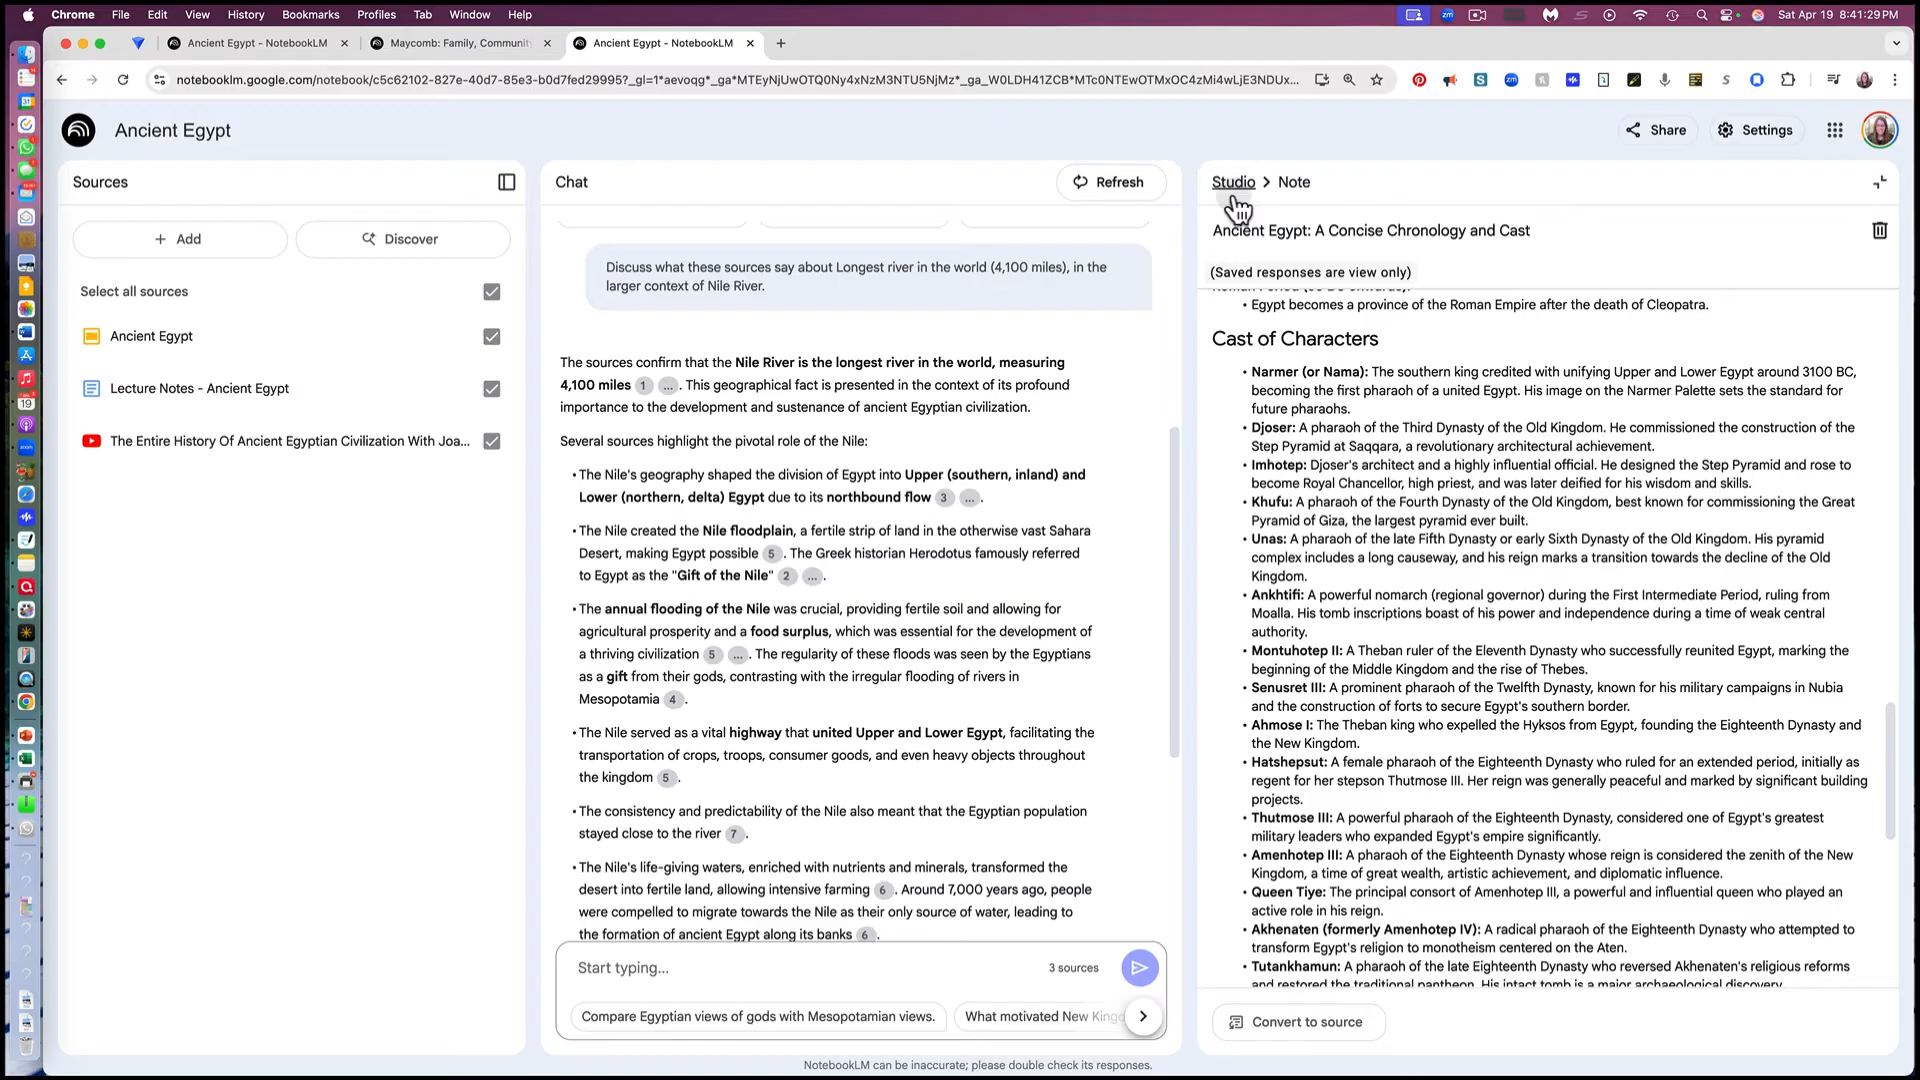 Chrome File Edit View History Bookmarks Profiles Tab Window Help Sat Apr 19 8:41:29 PM
Ancient Egypt - NotebookLM Maycomb: Family, Communit Ancient Egypt - NotebookLM
notebooklm.google.com/notebook/c5c62102-827e-40d7-85e3-b0d7fed29995?_gl=1*aevoqg*_ga*MTEyNjUwOTQ0Ny4xNzM3NTU5NjMz*_ga_W0LDH41ZCB*MTc0NTEwOTMxOC4zMi4wLjE3NDUx...
Ancient Egypt
Share Settings
Sources
+ Add
Discover
Select all sources
Ancient Egypt
Lecture Notes - Ancient Egypt
The Entire History Of Ancient Egyptian Civilization With Joa...
Chat
Refresh
Discuss what these sources say about Longest river in the world (4,100 miles), in the
larger context of Nile River.
The sources confirm that the Nile River is the longest river in the world, measuring
4,100 miles 1 ... . This geographical fact is presented in the context of its profound
importance to the development and sustenance of ancient Egyptian civilization.
Several sources highlight the pivotal role of the Nile:
• The Nile's geography shaped the division of Egypt into Upper (southern, inland) and
Lower (northern, delta) Egypt due to its northbound flow 3 ... .
• The Nile created the Nile floodplain, a fertile strip of land in the otherwise vast Sahara
Desert, making Egypt possible 5 . The Greek historian Herodotus famously referred
to Egypt as the "Gift of the Nile" 2 ... .
• The annual flooding of the Nile was crucial, providing fertile soil and allowing for
agricultural prosperity and a food surplus, which was essential for the development of
a thriving civilization 5 ... . The regularity of these floods was seen by the Egyptians
as a gift from their gods, contrasting with the irregular flooding of rivers in
Mesopotamia 4 .
• The Nile served as a vital highway that united Upper and Lower Egypt, facilitating the
transportation of crops, troops, consumer goods, and even heavy objects throughout
the kingdom 5 .
• The consistency and predictability of the Nile also meant that the Egyptian population
stayed close to the river 7 .
• The Nile's life-giving waters, enriched with nutrients and minerals, transformed the
desert into fertile land, allowing intensive farming 6 . Around 7,000 years ago, people
were compelled to migrate towards the Nile as their only source of water, leading to
the formation of ancient Egypt along its banks 6 .
Start typing... 3 sources
Compare Egyptian views of gods with Mesopotamian views. What motivated New Kingd
Studio > Note
Ancient Egypt: A Concise Chronology and Cast
(Saved responses are view only)
• Egypt becomes a province of the Roman Empire after the death of Cleopatra.
Cast of Characters
• Narmer (or Nama): The southern king credited with unifying Upper and Lower Egypt around 3100 BC,
becoming the first pharaoh of a united Egypt. His image on the Narmer Palette sets the standard for
future pharaohs.
• Djoser: A pharaoh of the Third Dynasty of the Old Kingdom. He commissioned the construction of the
Step Pyramid at Saqqara, a revolutionary architectural achievement.
• Imhotep: Djoser's architect and a highly influential official. He designed the Step Pyramid and rose to
become Royal Chancellor, high priest, and was later deified for his wisdom and skills.
• Khufu: A pharaoh of the Fourth Dynasty of the Old Kingdom, best known for commissioning the Great
Pyramid of Giza, the largest pyramid ever built.
• Unas: A pharaoh of the late Fifth Dynasty or early Sixth Dynasty of the Old Kingdom. His pyramid
complex includes a long causeway, and his reign marks a transition towards the decline of the Old
Kingdom.
• Ankhtifi: A powerful nomarch (regional governor) during the First Intermediate Period, ruling from
Moalla. His tomb inscriptions boast of his power and independence during a time of weak central
authority.
• Montuhotep II: A Theban ruler of the Eleventh Dynasty who successfully reunited Egypt, marking the
beginning of the Middle Kingdom and the rise of Thebes.
• Senusret III: A prominent pharaoh of the Twelfth Dynasty, known for his military campaigns in Nubia
and the construction of forts to secure Egypt's southern border.
• Ahmose I: The Theban king who expelled the Hyksos from Egypt, founding the Eighteenth Dynasty and
the New Kingdom.
• Hatshepsut: A female pharaoh of the Eighteenth Dynasty who ruled for an extended period, initially as
regent for her stepson Thutmose III. Her reign was generally peaceful and marked by significant building
projects.
• Thutmose III: A powerful pharaoh of the Eighteenth Dynasty, considered one of Egypt's greatest
military leaders who expanded Egypt's empire significantly.
• Amenhotep III: A pharaoh of the Eighteenth Dynasty whose reign is considered the zenith of the New
Kingdom, a time of great wealth, artistic achievement, and diplomatic influence.
• Queen Tiye: The principal consort of Amenhotep III, a powerful and influential queen who played an
active role in his reign.
• Akhenaten (formerly Amenhotep IV): A radical pharaoh of the Eighteenth Dynasty who attempted to
transform Egypt's religion to monotheism centered on the Aten.
• Tutankhamun: A pharaoh of the late Eighteenth Dynasty who reversed Akhenaten's religious reforms
and restored the traditional pantheon. His intact tomb is a major archaeological discovery.
Convert to source
NotebookLM can be inaccurate; please double check its responses.